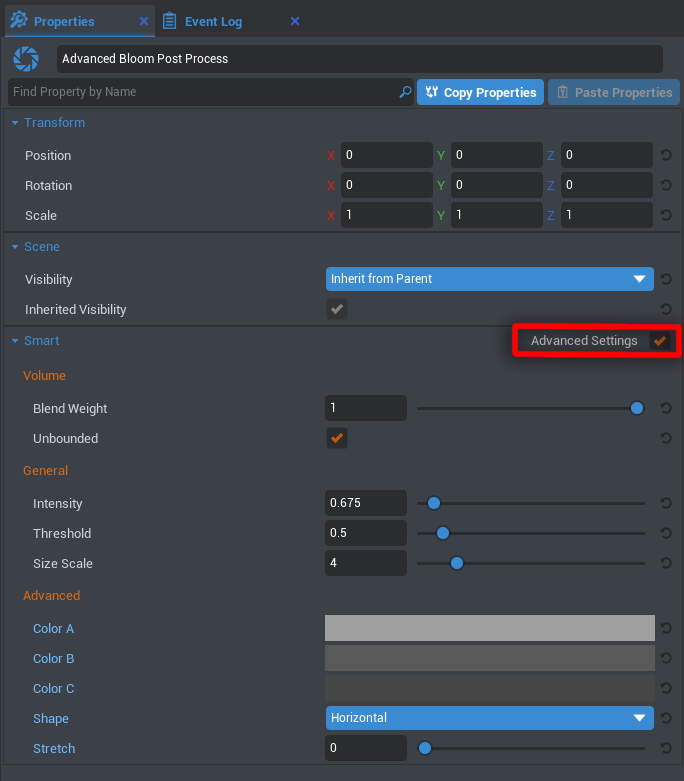 Properties Event Log
Advanced Bloom Post Process
Find Property by Name Copy Properties Paste Properties
Transform
Position X 0 Y 0 Z 0
Rotation X 0 Y 0 Z 0
Scale X 1 Y 1 Z 1
Scene
Visibility Inherit from Parent
Inherited Visibility
Smart Advanced Settings
Volume
Blend Weight 1
Unbounded
General
Intensity 0.675
Threshold 0.5
Size Scale 4
Advanced
Color A
Color B
Color C
Shape Horizontal
Stretch 0